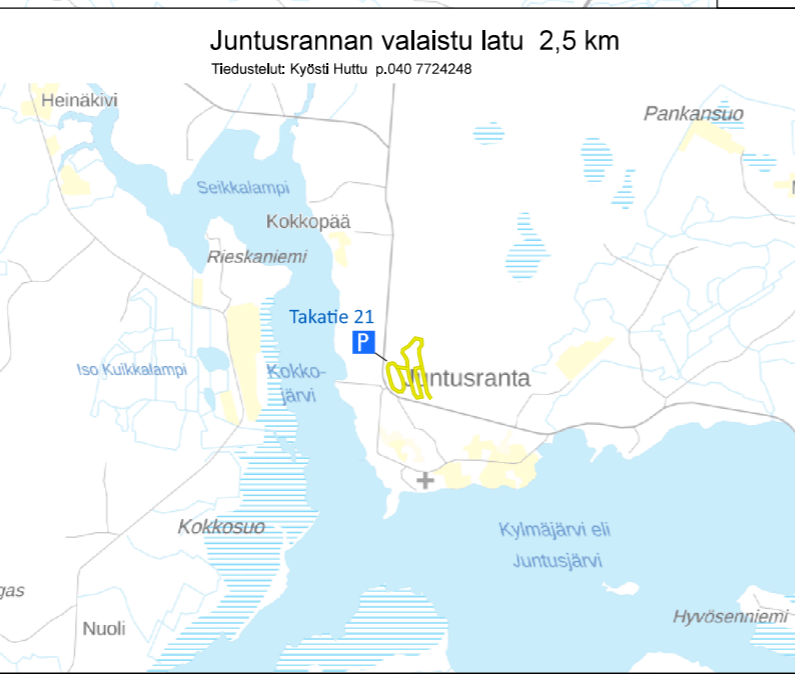 Juntusrannan valaistu latu 2,5 km
Tiedustelut: Kyösti Huttu p.040 7724248
Heinäkivi
Pankansuo
Seikkalampi
Kokkopää
Rieskaniemi
Takatie 21
P
Iso Kuikkalampi
Kokko-
järvi
Juntusranta
Kokkosuo
Kylmäjärvi eli
Juntusjärvi
gas
Nuoli
Hyvösenniemi